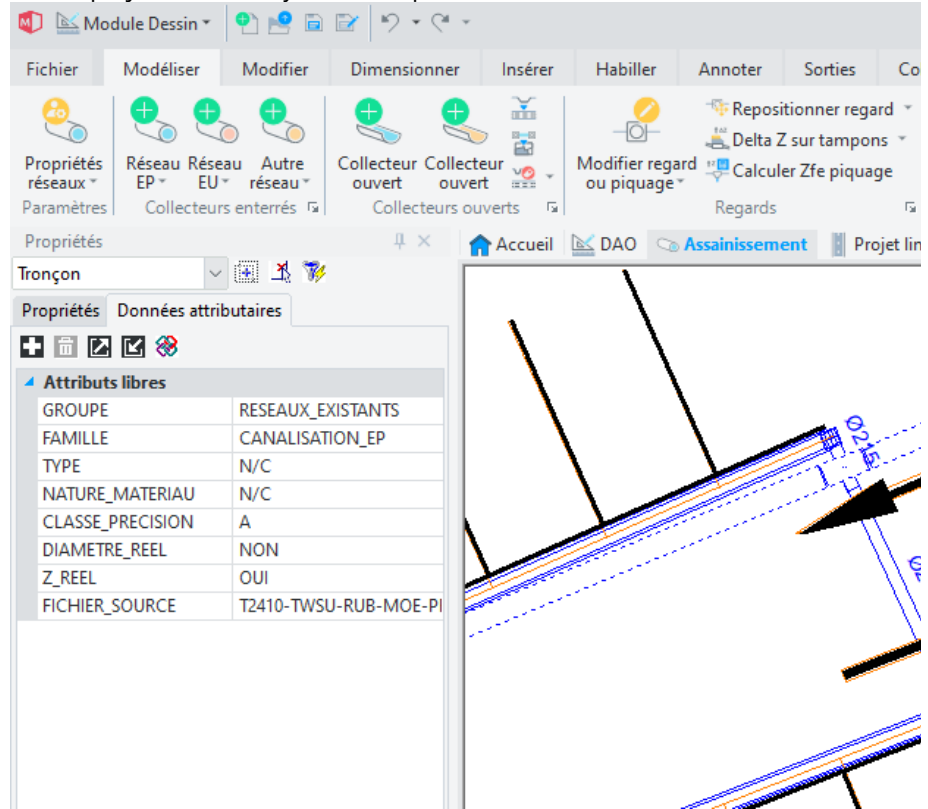 Module Dessin
Fichier Modéliser Modifier Dimensionner Insérer Habiller Annoter Sorties Co
Propriétés réseaux
Réseau EP
Réseau EU
Autre réseau
Collecteur ouvert
Collecteur ouvert
Modifier regard ou piquage
Repositionner regard
Delta Z sur tampons
Calculer Zfe piquage
Paramètres Collecteurs enterrés Collecteurs ouverts Regards
Propriétés
Accueil DAO Assainissement Projet lin
Tronçon
Propriétés Données attributaires
Attributs libres
GROUPE RESEAUX_EXISTANTS
FAMILLE CANALISATION_EP
TYPE N/C
NATURE_MATERIAU N/C
CLASSE_PRECISION A
DIAMETRE_REEL NON
Z_REEL OUI
FICHIER_SOURCE T2410-TWSU-RUB-MOE-PI